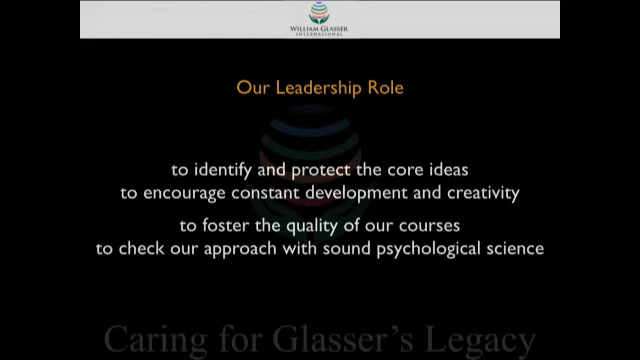 WILLIAM GLASSER
INTERNATIONAL
Our Leadership Role
to identify and protect the core ideas
to encourage constant development and creativity
to foster the quality of our courses
to check our approach with sound psychological science
Caring for Glasser's Legacy